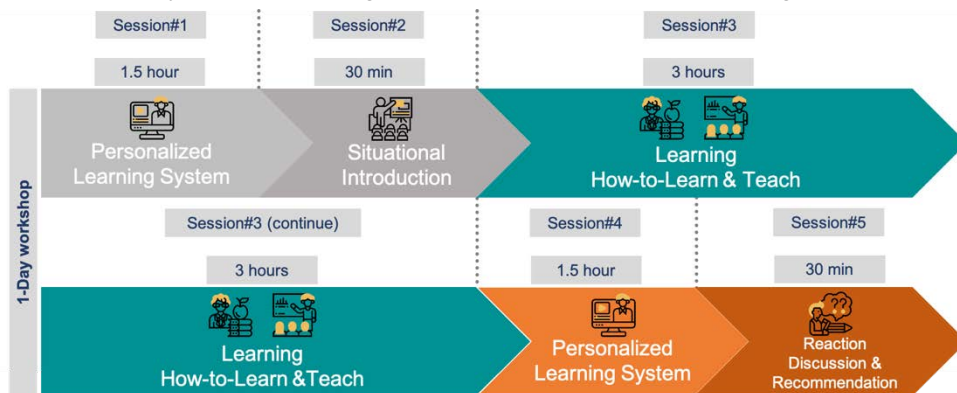 Session#1
Session#2
Session#3
1.5 hour
30 min
3 hours
Personalized
Learning System
Situational
Introduction
Learning
How-to-Learn & Teach
1-Day workshop
Session#3 (continue)
Session#4
Session#5
3 hours
1.5 hour
30 min
Learning
How-to-Learn &Teach
Personalized
Learning System
??
Reaction
Discussion &
Recommendation